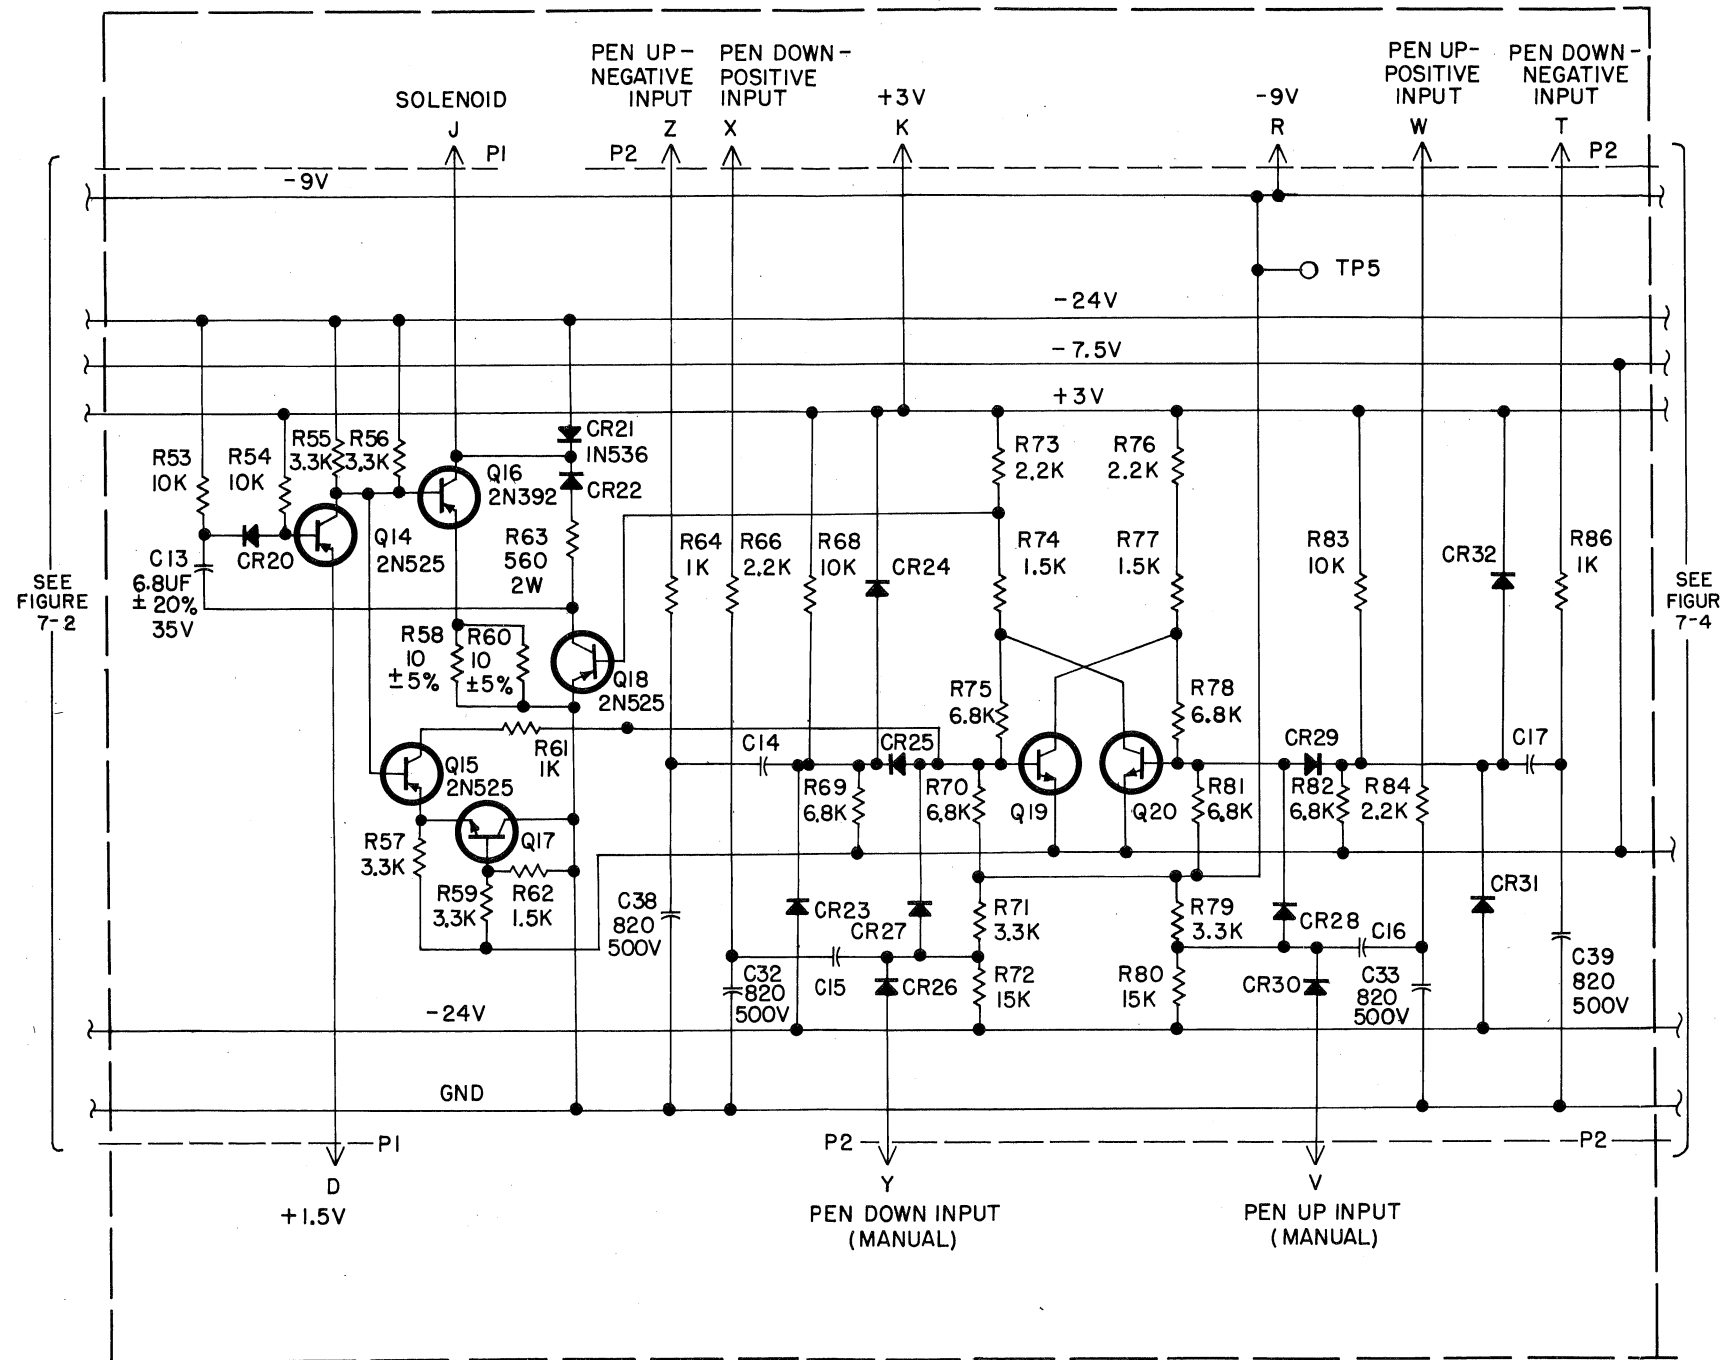 PEN UP-
NEGATIVE
INPUT
Z
PEN DOWN-
POSITIVE
INPUT
X
PEN UP-
POSITIVE
INPUT
W
PEN DOWN-
NEGATIVE
INPUT
T
SOLENOID
J
+3V
K
-9V
R
P1
P2
P2
-9V
TP5
-24V
-7.5V
+3V
R53
10K
R54
10K
R55
3.3K
R56
3.3K
Q16
2N392
CR21
1N536
CR22
R73
2.2K
R76
2.2K
C13
6.8UF
±20%
35V
CR20
Q14
2N525
R63
560
2W
R64
1K
R66
2.2K
R68
10K
CR24
R74
1.5K
R77
1.5K
R83
10K
CR32
R86
1K
SEE
FIGURE
7-2
SEE
FIGUR
7-4
R58
10
±5%
R60
10
±5%
Q18
2N525
R75
6.8K
R78
6.8K
R61
1K
Q15
2N525
C14
CR25
CR29
C17
R69
6.8K
R70
6.8K
Q19
Q20
R81
6.8K
R82
6.8K
R84
2.2K
R57
3.3K
Q17
R59
3.3K
R62
1.5K
C38
820
500V
CR23
CR27
R71
3.3K
R79
3.3K
CR28
C16
CR31
C32
820
500V
C15
CR26
R72
15K
R80
15K
CR30
C33
820
500V
C39
820
500V
-24V
GND
P1
P2
P2
D
+1.5V
Y
PEN DOWN INPUT
(MANUAL)
V
PEN UP INPUT
(MANUAL)